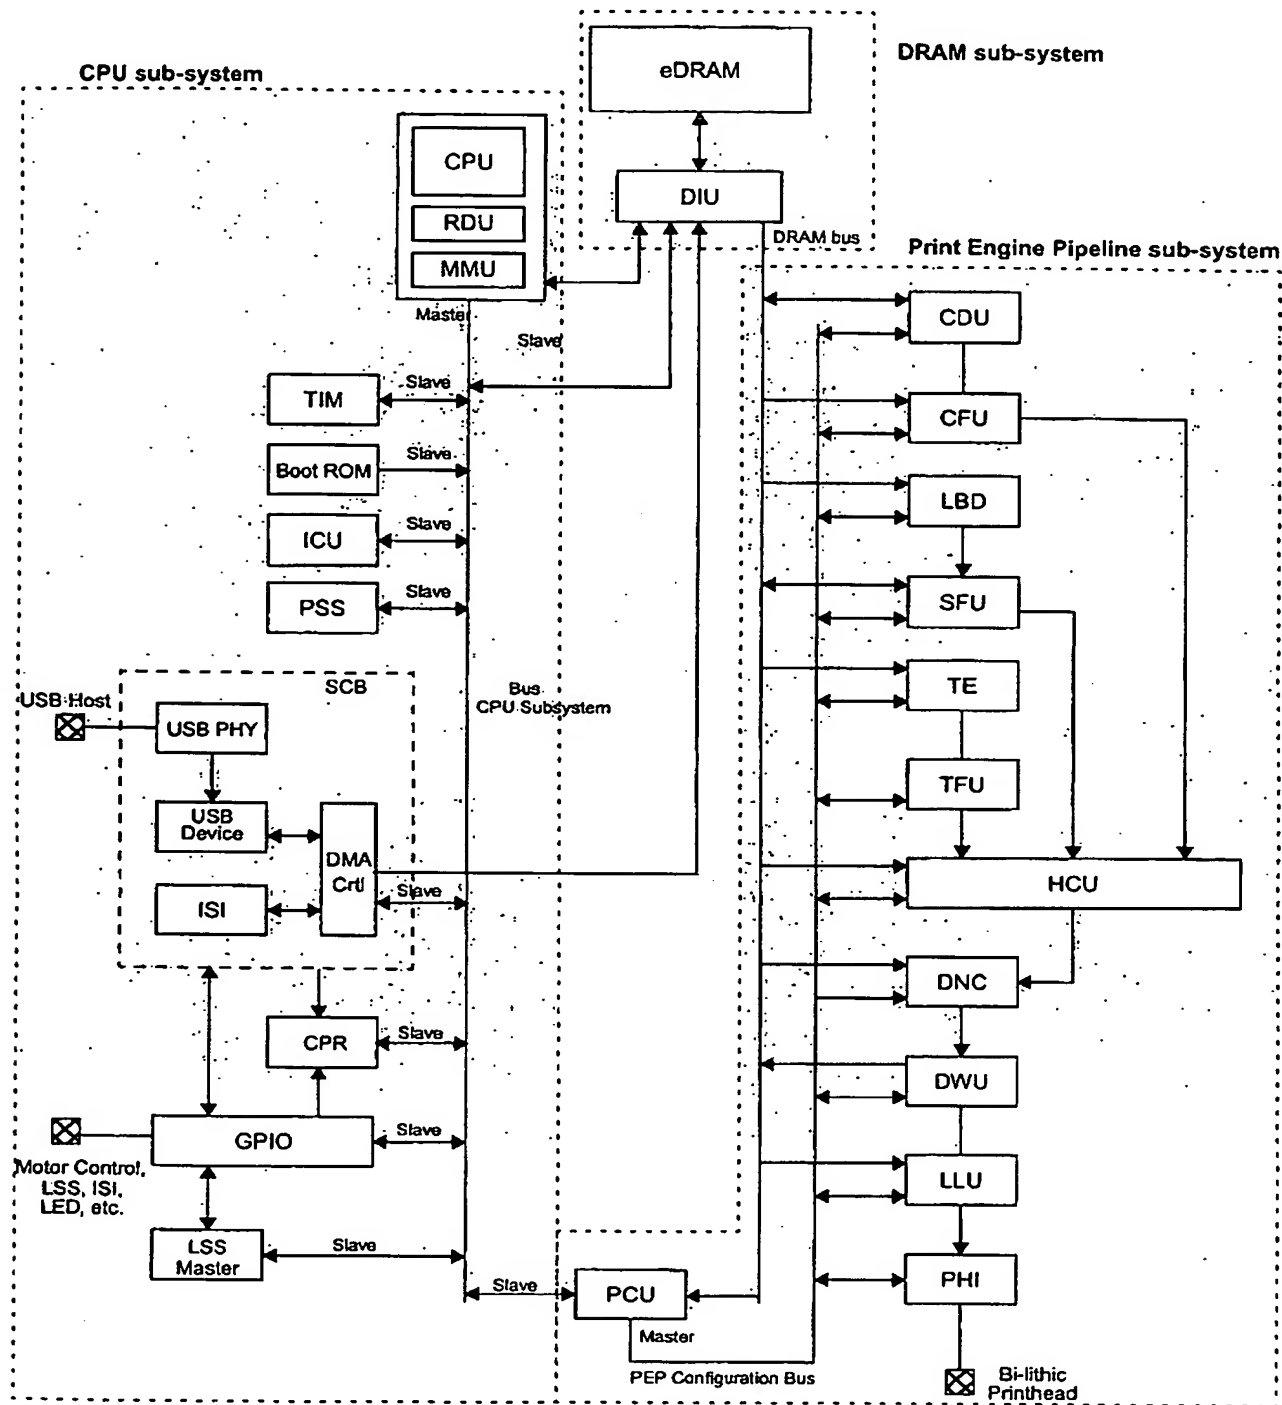 CPU sub-system
DRAM sub-system
eDRAM
CPU
RDU
MMU
DIU
DRAM bus
Print Engine Pipeline sub-system
Master
Slave
CDU
TIM
Slave
CFU
Boot ROM
Slave
LBD
ICU
Slave
PSS
Slave
SFU
SCB
Bus
CPU Subsystem
TE
USB Host
USB PHY
TFU
USB
Device
DMA
Crtl
HCU
ISI
Slave
DNC
CPR
Slave
DWU
GPIO
Slave
Motor Control,
LSS, ISI,
LED, etc.
LLU
LSS
Master
Slave
PHI
Slave
PCU
Master
PEP Configuration Bus
Bi-lithic
Printhead